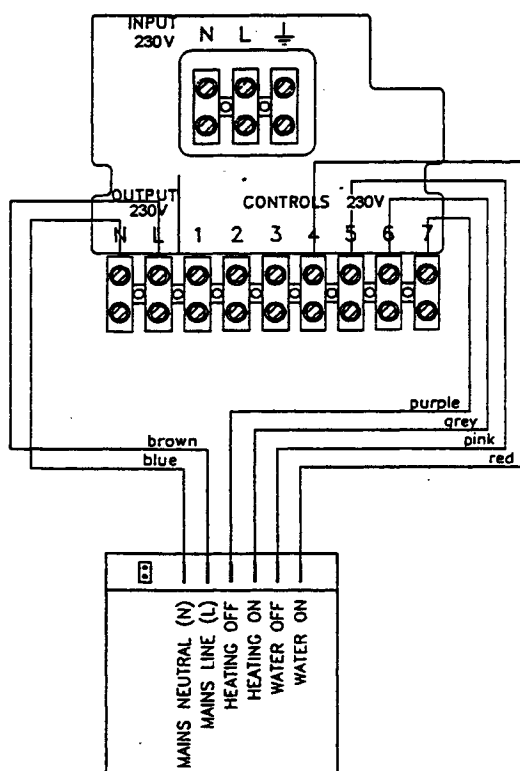 INPUT 230V N L
OUTPUT 230V CONTROLS 230V
N L 1 2 3 4 5 6 7
purple
grey
brown pink
blue red
MAINS NEUTRAL (N)
MAINS LINE (L)
HEATING OFF
HEATING ON
WATER OFF
WATER ON